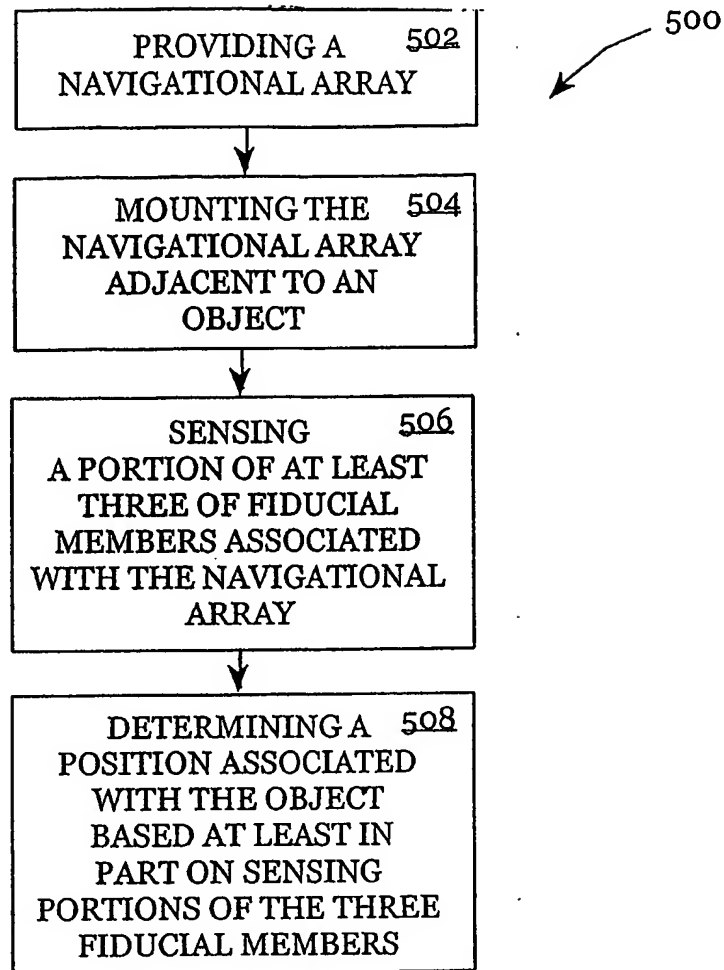 500
PROVIDING A 502
NAVIGATIONAL ARRAY
MOUNTING THE 504
NAVIGATIONAL ARRAY
ADJACENT TO AN
OBJECT
SENSING 506
A PORTION OF AT LEAST
THREE OF FIDUCIAL
MEMBERS ASSOCIATED
WITH THE NAVIGATIONAL
ARRAY
DETERMINING A 508
POSITION ASSOCIATED
WITH THE OBJECT
BASED AT LEAST IN
PART ON SENSING
PORTIONS OF THE THREE
FIDUCIAL MEMBERS